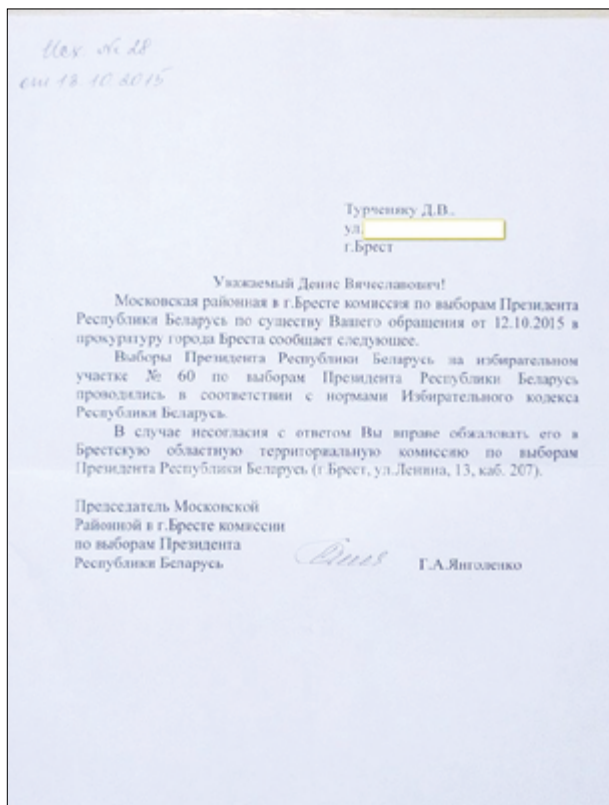 Исх. № 28
от 13.10.2015
Турченяку Д.В..
ул.
г.Брест
Уважаемый Денис Вячеславович!
Московская районная в г.Бресте комиссия по выборам Президента
Республики Беларусь по существу Вашего обращения от 12.10.2015 в
прокуратуру города Бреста сообщает следующее.
Выборы Президента Республики Беларусь на избирательном
участке № 60 по выборам Президента Республики Беларусь
проводились в соответствии с нормами Избирательного кодекса
Республики Беларусь.
В случае несогласия с ответом Вы вправе обжаловать его в
Брестскую областную территориальную комиссию по выборам
Президента Республики Беларусь (г.Брест, ул.Ленина, 13, каб. 207).
Председатель Московской
Районной в г.Бресте комиссии
по выборам Президента
Республики Беларусь Г.А.Янголенко